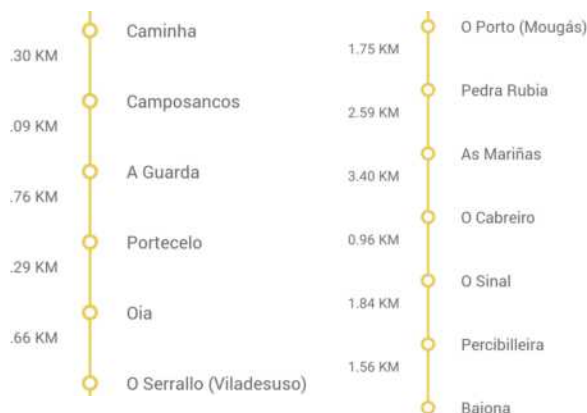 Caminha
.30 KM
Camposancos
.09 KM
A Guarda
.76 KM
Portecelo
.29 KM
Oia
.66 KM
O Serrallo (Viladesuso)
O Porto (Mougás)
1.75 KM
Pedra Rubia
2.59 KM
As Mariñas
3.40 KM
O Cabreiro
0.96 KM
O Sinal
1.84 KM
Percibilleira
1.56 KM
Baiona